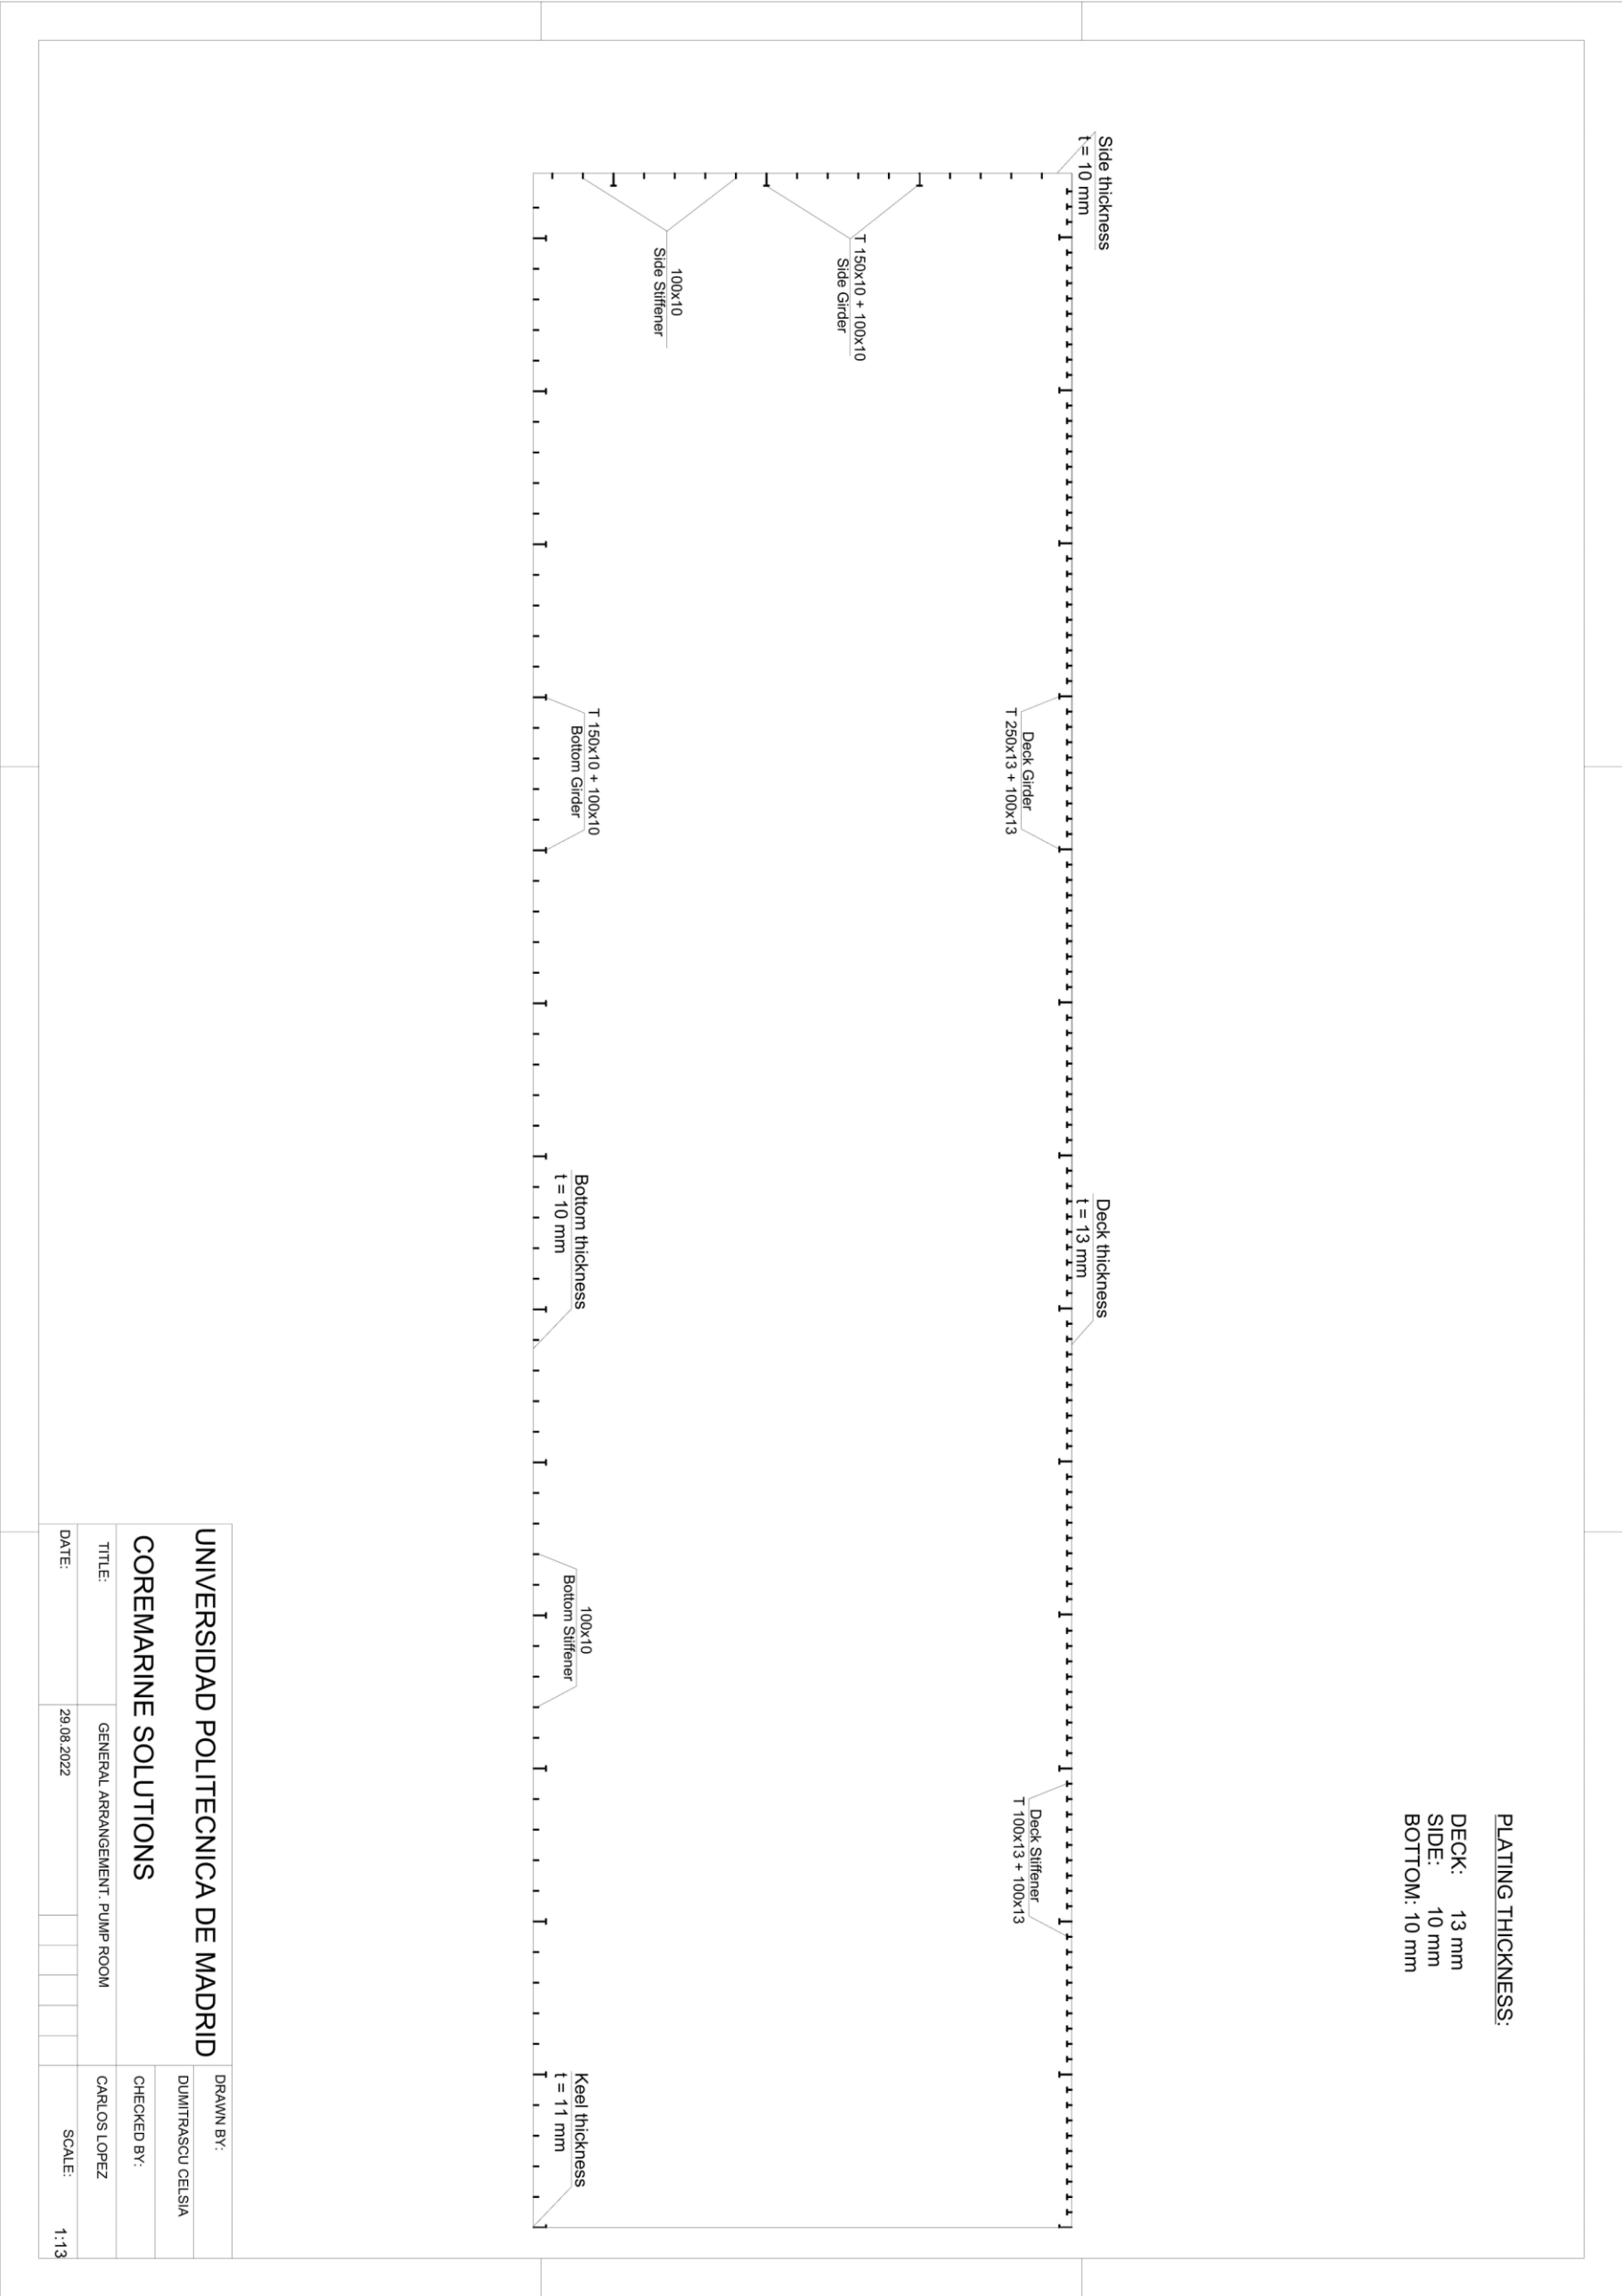 PLATING THICKNESS:
DECK: 13 mm
SIDE: 10 mm
BOTTOM: 10 mm
Side thickness
t = 10 mm
Deck thickness
t = 13 mm
Deck Girder
T 250x13 + 100x13
Deck Stiffener
T 100x13 + 100x13
T 150x10 + 100x10
Side Girder
100x10
Side Stiffener
T 150x10 + 100x10
Bottom Girder
Bottom thickness
t = 10 mm
100x10
Bottom Stiffener
Keel thickness
t = 11 mm
UNIVERSIDAD POLITECNICA DE MADRID
COREMARINE SOLUTIONS
DRAWN BY:
DUMITRASCU CELSIA
CHECKED BY:
CARLOS LOPEZ
TITLE:
GENERAL ARRANGEMENT. PUMP ROOM
DATE:
29.08.2022
SCALE:
1:13